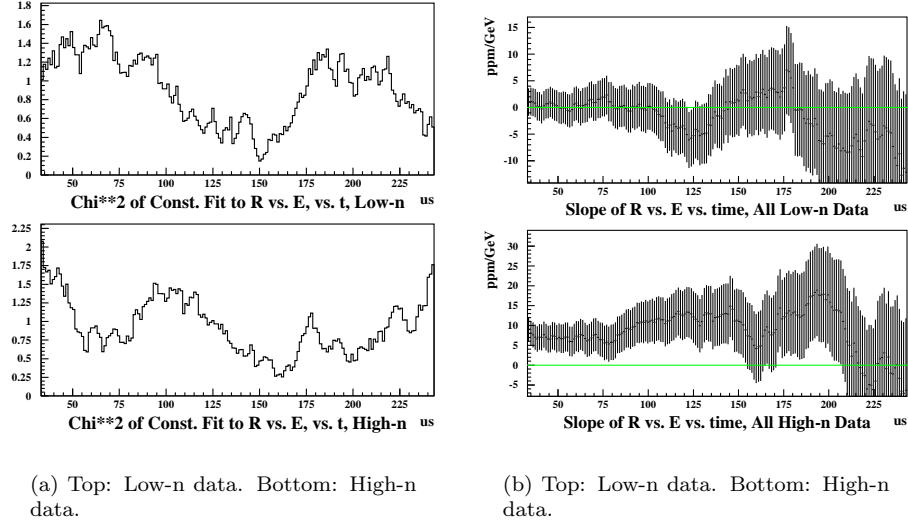 1.8
1.6
1.4
1.2
1
0.8
0.6
0.4
0.2
0
50 75 100 125 150 175 200 225
Chi**2 of Const. Fit to R vs. E, vs. t, Low-n us
2.25
2
1.75
1.5
1.25
1
0.75
0.5
0.25
0
50 75 100 125 150 175 200 225
Chi**2 of Const. Fit to R vs. E, vs. t, High-n us
(a) Top: Low-n data. Bottom: High-n
data.
ppm/GeV
15
10
5
0
-5
-10
50 75 100 125 150 175 200 225
Slope of R vs. E vs. time, All Low-n Data us
ppm/GeV
30
25
20
15
10
5
0
-5
50 75 100 125 150 175 200 225
Slope of R vs. E vs. time, All High-n Data us
(b) Top: Low-n data. Bottom: High-n
data.